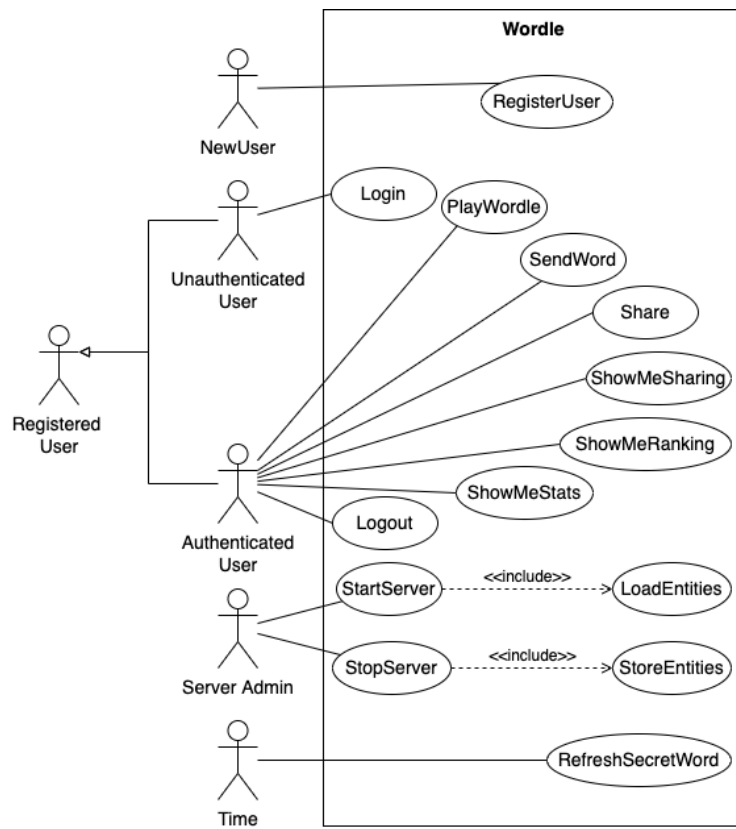 Wordle
RegisterUser
NewUser
Login
PlayWordle
SendWord
Unauthenticated
User
Share
ShowMeSharing
Registered
User
ShowMeRanking
ShowMeStats
Logout
Authenticated
User
StartServer
<<include>>
LoadEntities
StopServer
<<include>>
StoreEntities
Server Admin
RefreshSecretWord
Time